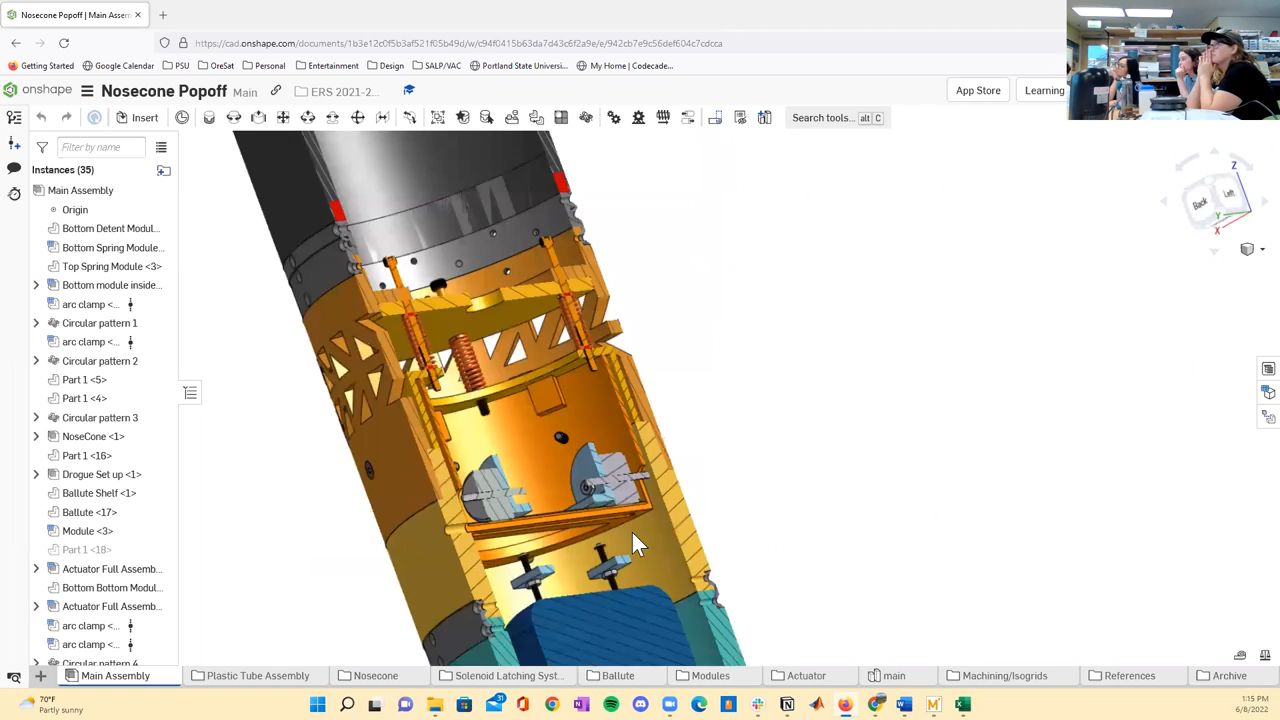 Nosecone Popoff | Main Assem
https://cad.onshape.com/documents/
Getting Started
Google Calendar
PSU
OreSat
Personal
Entertainment
Design
SALP/VAC
Portland State Univers...
My Home | Codecade...
onshape
Nosecone Popoff
Main
ERS 2021-2...
App Store
Learning
Insert
Search tools...
alt
C
Filter by name
Instances (35)
Main Assembly
Origin
Bottom Detent Modul...
Bottom Spring Module...
Top Spring Module <3>
Bottom module inside...
arc clamp <...
Circular pattern 1
arc clamp <...
Circular pattern 2
Part 1 <5>
Part 1 <4>
Circular pattern 3
NoseCone <1>
Part 1 <16>
Drogue Set up <1>
Ballute Shelf <1>
Ballute <17>
Module <3>
Part 1 <18>
Actuator Full Assemb...
Bottom Bottom Modul...
Actuator Full Assemb...
arc clamp <...
arc clamp <...
Circular pattern 4
Z
Back
Left
Y
X
Main Assembly
Plastic Tube Assembly
Nosecone
Solenoid Latching Syst...
Ballute
Modules
Actuator
main
Machining/Isogrids
References
Archive
70°F
Partly sunny
31
1:15 PM
6/8/2022